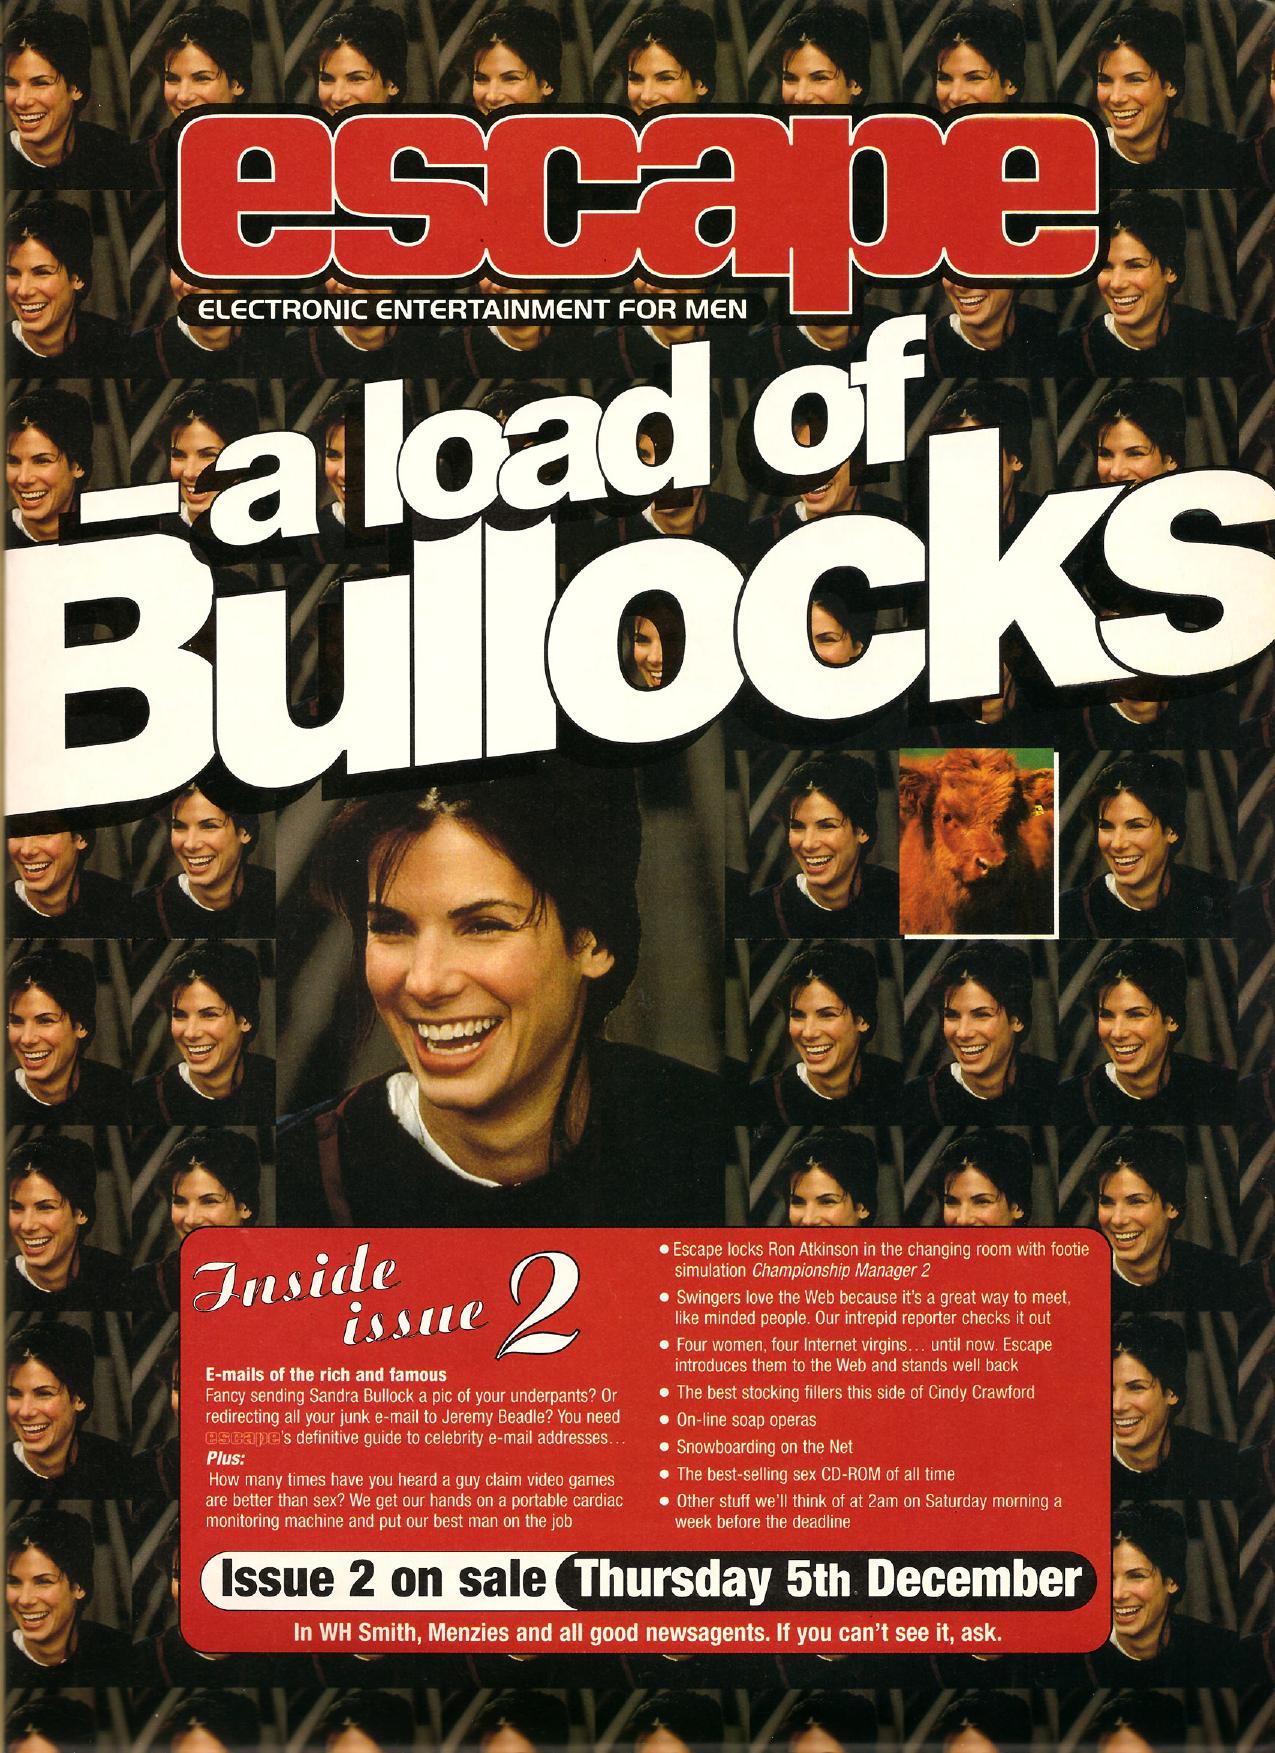 escape
ELECTRONIC ENTERTAINMENT FOR MEN
– a load of
Bullocks
Inside
issue 2
E-mails of the rich and famous
Fancy sending Sandra Bullock a pic of your underpants? Or
redirecting all your junk e-mail to Jeremy Beadle? You need
escape's definitive guide to celebrity e-mail addresses…
Plus:
How many times have you heard a guy claim video games
are better than sex? We get our hands on a portable cardiac
monitoring machine and put our best man on the job
● Escape locks Ron Atkinson in the changing room with footie
simulation Championship Manager 2
● Swingers love the Web because it's a great way to meet,
like minded people. Our intrepid reporter checks it out
● Four women, four Internet virgins… until now. Escape
introduces them to the Web and stands well back
● The best stocking fillers this side of Cindy Crawford
● On-line soap operas
● Snowboarding on the Net
● The best-selling sex CD-ROM of all time
● Other stuff we'll think of at 2am on Saturday morning a
week before the deadline
Issue 2 on sale Thursday 5th December
In WH Smith, Menzies and all good newsagents. If you can't see it, ask.